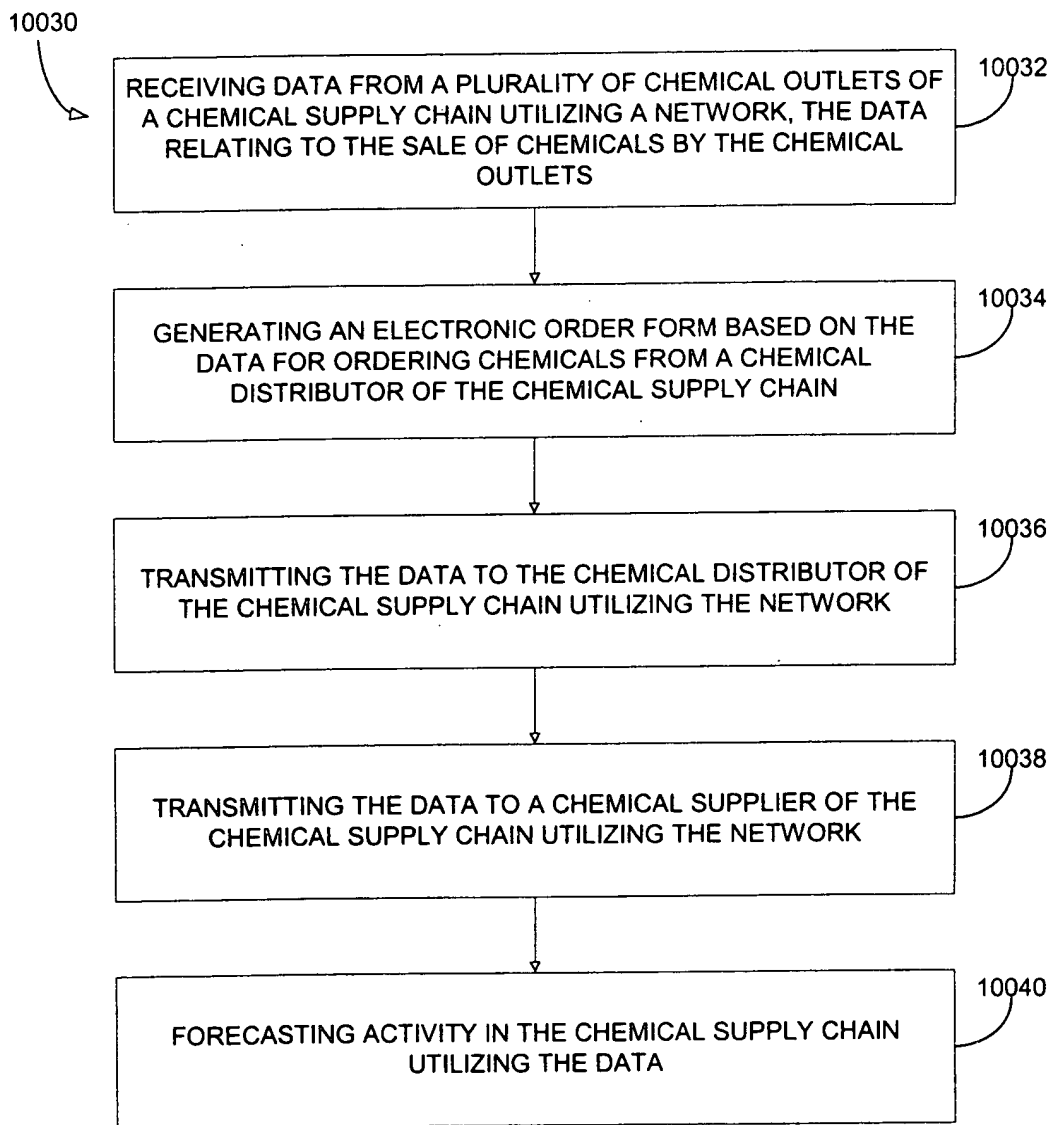 10030
RECEIVING DATA FROM A PLURALITY OF CHEMICAL OUTLETS OF
A CHEMICAL SUPPLY CHAIN UTILIZING A NETWORK, THE DATA
RELATING TO THE SALE OF CHEMICALS BY THE CHEMICAL
OUTLETS
10032
GENERATING AN ELECTRONIC ORDER FORM BASED ON THE
DATA FOR ORDERING CHEMICALS FROM A CHEMICAL
DISTRIBUTOR OF THE CHEMICAL SUPPLY CHAIN
10034
TRANSMITTING THE DATA TO THE CHEMICAL DISTRIBUTOR OF
THE CHEMICAL SUPPLY CHAIN UTILIZING THE NETWORK
10036
TRANSMITTING THE DATA TO A CHEMICAL SUPPLIER OF THE
CHEMICAL SUPPLY CHAIN UTILIZING THE NETWORK
10038
FORECASTING ACTIVITY IN THE CHEMICAL SUPPLY CHAIN
UTILIZING THE DATA
10040